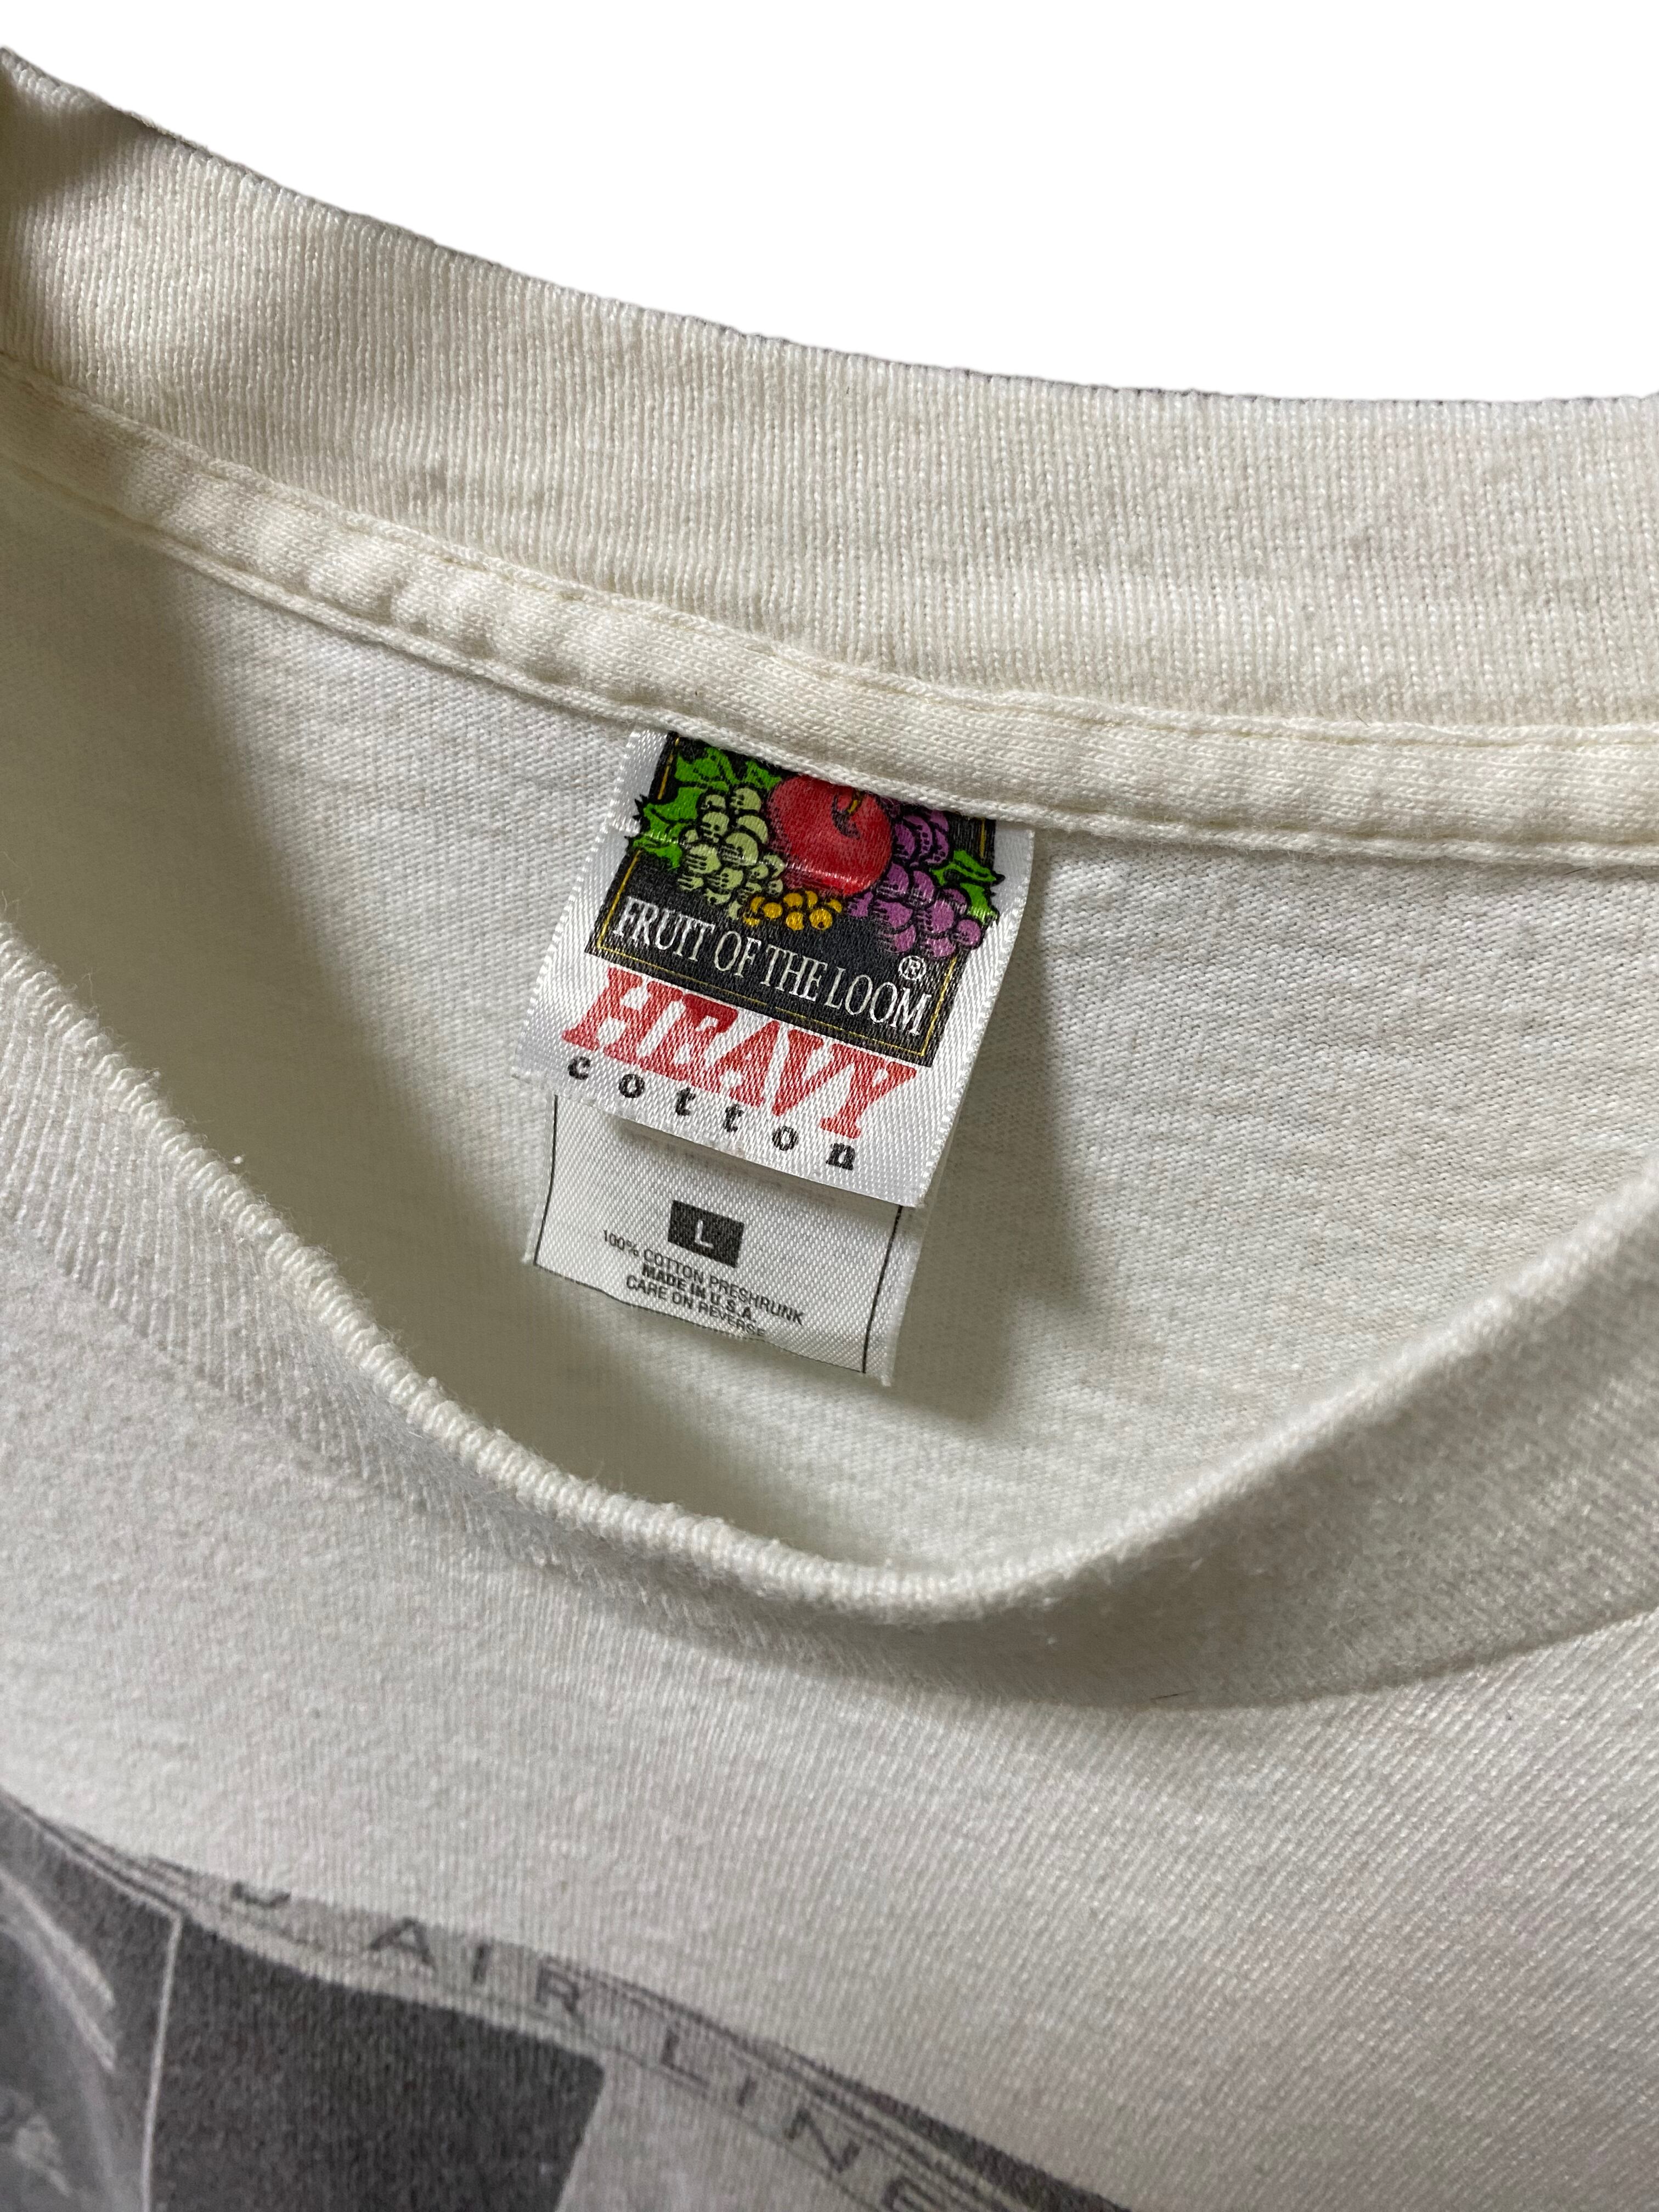 FRUIT OF THE LOOM ®
HEAVY
cotton
L
100% COTTON PRESHRUNK
MADE IN U.S.A.
CARE ON REVERSE
AIR LINE